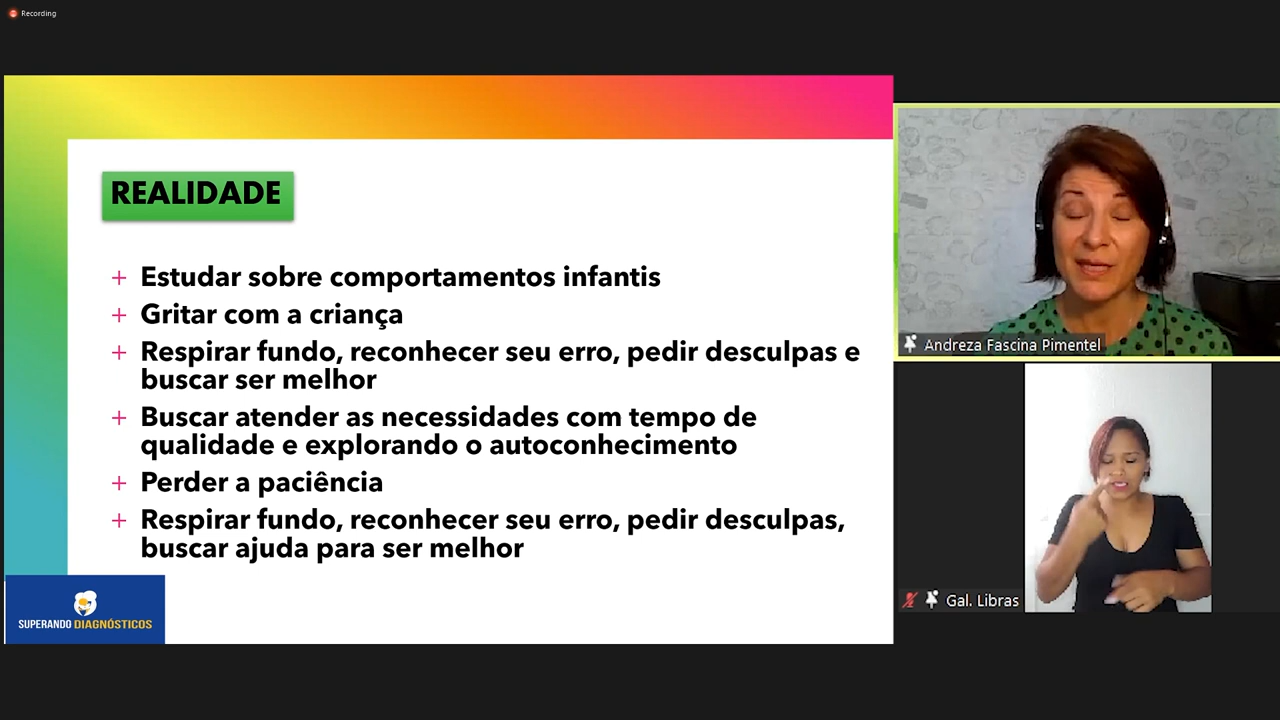 Recording
REALIDADE
+ Estudar sobre comportamentos infantis
+ Gritar com a criança
+ Respirar fundo, reconhecer seu erro, pedir desculpas e
buscar ser melhor
+ Buscar atender as necessidades com tempo de
qualidade e explorando o autoconhecimento
+ Perder a paciência
+ Respirar fundo, reconhecer seu erro, pedir desculpas,
buscar ajuda para ser melhor
SUPERANDO DIAGNÓSTICOS
Andreza Fascina Pimentel
Gal. Libras